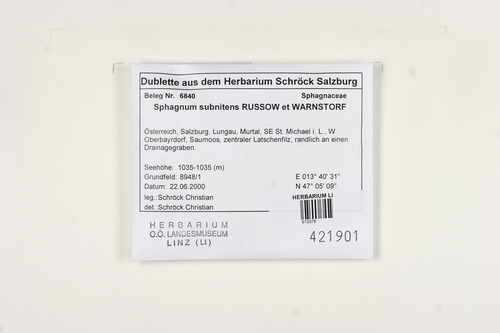 Dublette aus dem Herbarium Schröck Salzburg
Beleg Nr. 6840 Sphagnaceae
Sphagnum subnitens RUSSOW et WARNSTORF
Österreich, Salzburg, Lungau, Murtal, SE St. Michael i. L., W
Oberbayrdorf, Saumoos, zentraler Latschenfilz, randlich an einen
Drainagegraben.
Seehöhe: 1035-1035 (m)
Grundfeld: 8948/1 E 013° 40' 31"
Datum: 22.06.2000 N 47° 05' 09"
leg.: Schröck Christian HERBARIUM LI
det.: Schröck Christian
HERBARIUM
O.Ö. LANDESMUSEUM
LINZ (LI)
421901